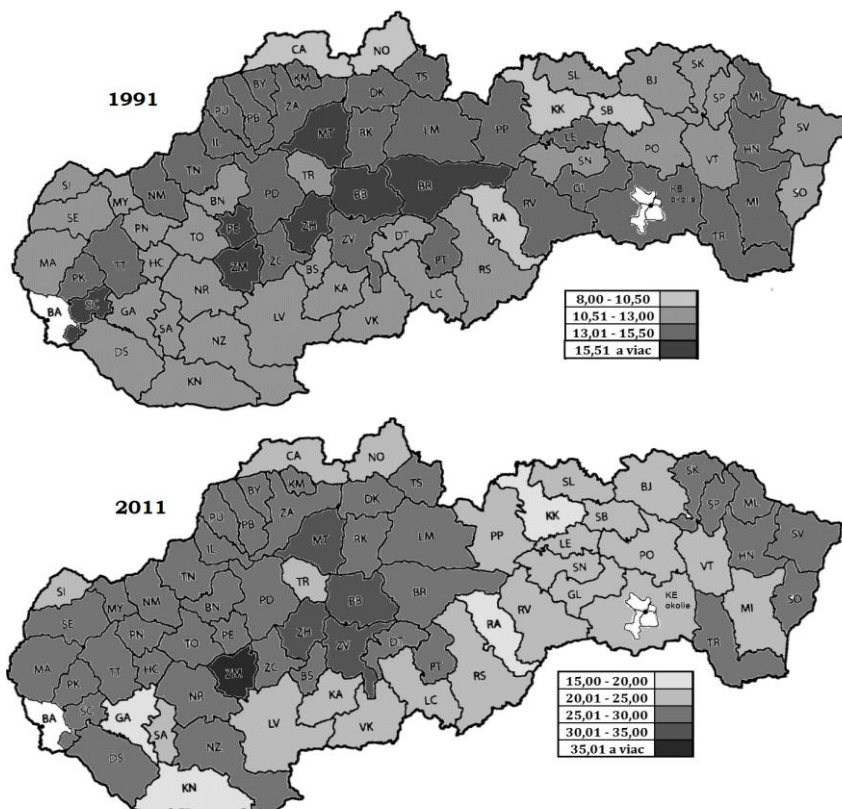 1991
CA NO
BY KM TS SL BJ SK
PU PB ZA DK SP ML
KK SB
IL MT RK LM PP LE PO SV
TN SN VT HN
SI NM PD TR BB BR GL KE
okolie
SO
SE MY BN RA RV MI
PN TO PE ZH
MA TT HC ZM ZC ZV DT PT TR
PK BS RS
BA SC GA NR KA LC
SA LV VK
DS NZ
KN
8,00 - 10,50
10,51 - 13,00
13,01 - 15,50
15,51 a viac
2011
CA NO
BY KM TS SL BJ SK
PU PB ZA DK SP ML
KK SB
IL MT RK LM PP LE PO SV
TN SN VT HN
SI NM PD TR BB BR GL KE
okolie
SO
SE MY BN RA RV MI
PN TO PE ZH ZV DT TR
MA TT HC ZM ZC PT
PK BS RS
BA SC GA NR KA LC
SA LV VK
DS NZ
KN
15,00 - 20,00
20,01 - 25,00
25,01 - 30,00
30,01 - 35,00
35,01 a viac